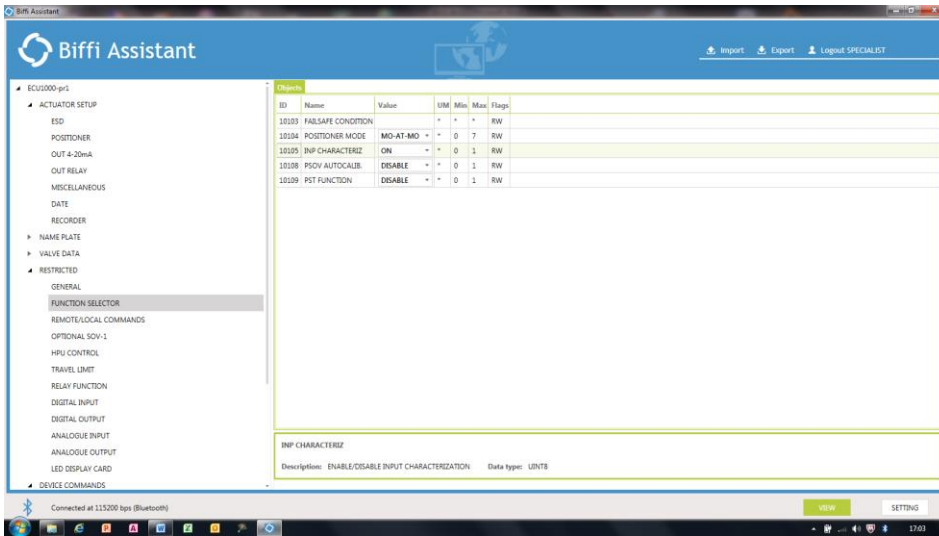 Biffi Assistant
Biffi Assistant
Import Export Logout SPECIALIST
ECU1000-pr1
ACTUATOR SETUP
ESD
POSITIONER
OUT 4-20mA
OUT RELAY
MISCELLANEOUS
DATE
RECORDER
NAME PLATE
VALVE DATA
RESTRICTED
GENERAL
FUNCTION SELECTOR
REMOTE/LOCAL COMMANDS
OPTIONAL SOV-1
HPU CONTROL
TRAVEL LIMIT
RELAY FUNCTION
DIGITAL INPUT
DIGITAL OUTPUT
ANALOGUE INPUT
ANALOGUE OUTPUT
LED DISPLAY CARD
DEVICE COMMANDS
Objects
ID Name Value UM Min Max Flags
10103 FAILSAFE CONDITION * * * RW
10104 POSITIONER MODE MO-AT-MO * 0 7 RW
10105 INP CHARACTERIZ ON * 0 1 RW
10108 PSOV AUTOCALIB. DISABLE * 0 1 RW
10109 PST FUNCTION DISABLE * 0 1 RW
INP CHARACTERIZ
Description: ENABLE/DISABLE INPUT CHARACTERIZATION Data type: UINT8
Connected at 115200 bps (Bluetooth)
VIEW SETTING
17:03